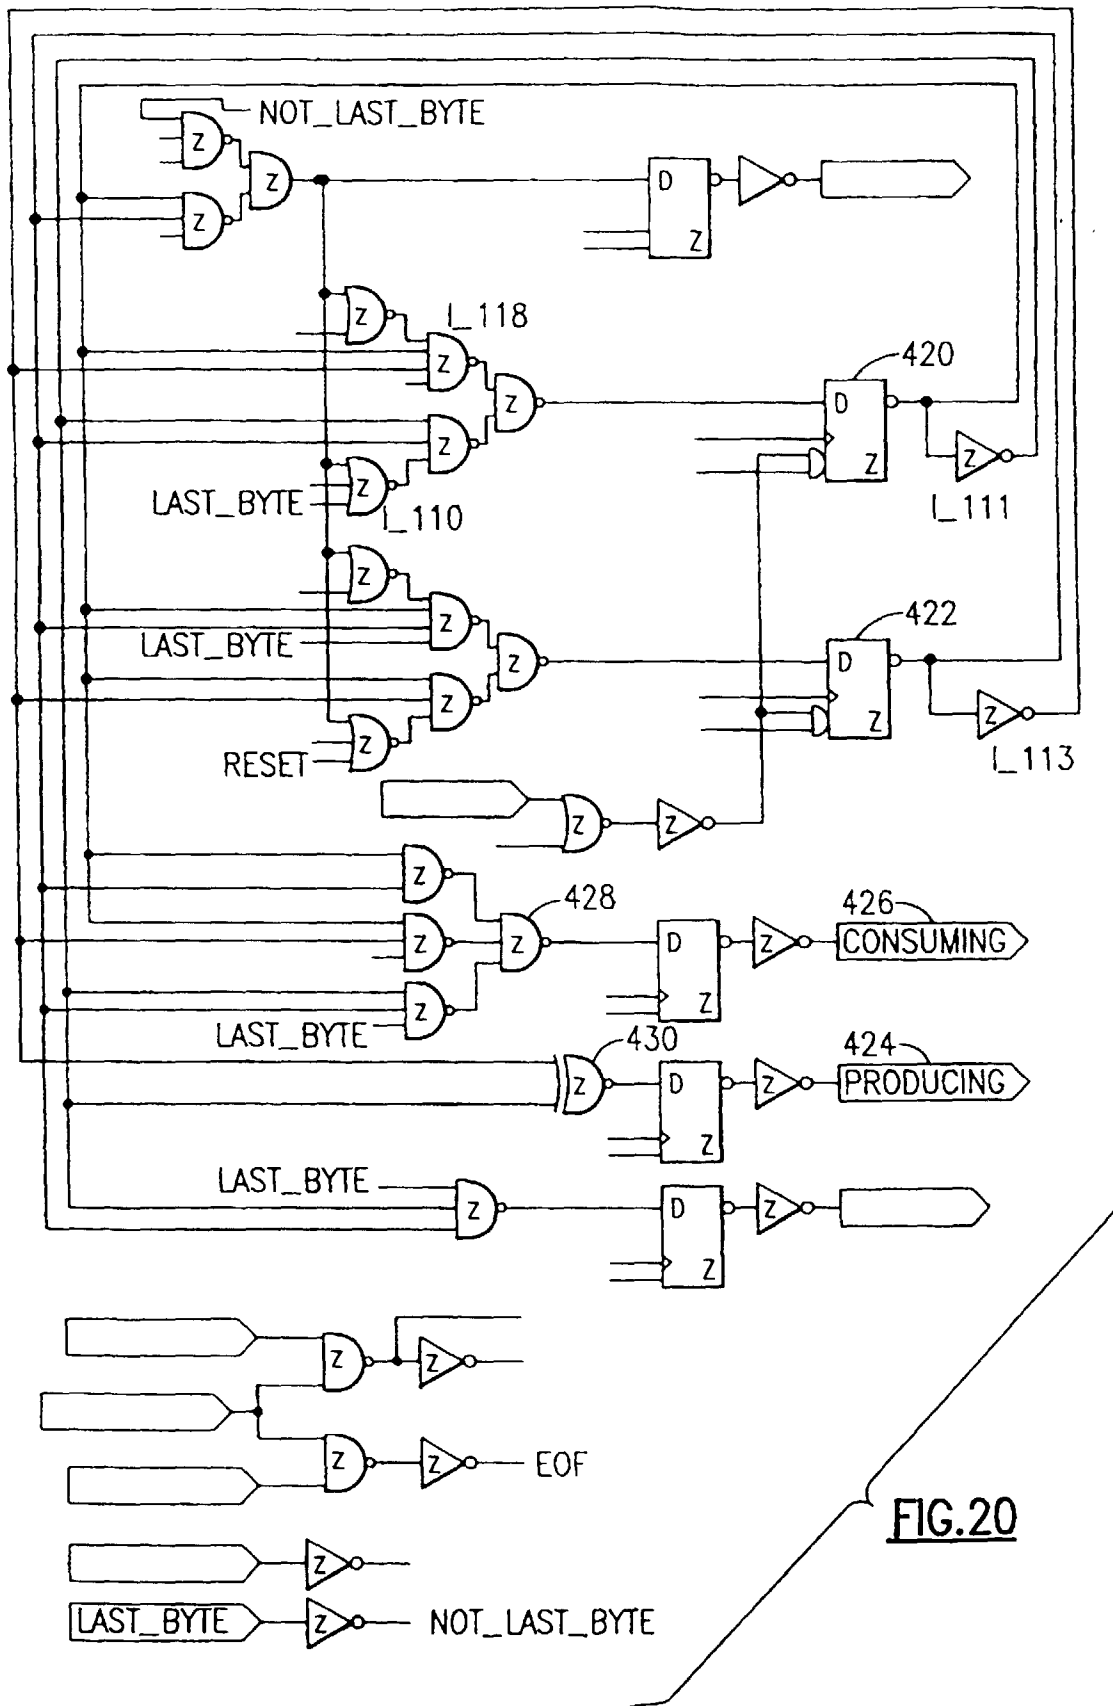 NOT_LAST_BYTE
Z
Z
Z
D
Z
I_118
Z
Z
Z
Z
Z
LAST_BYTE
I_110
420
D
Z
Z
I_111
Z
LAST_BYTE
Z
Z
Z
Z
RESET
422
D
Z
Z
I_113
Z
Z
Z
Z
Z
LAST_BYTE
428
Z
D
Z
Z
426
CONSUMING
430
Z
D
Z
Z
424
PRODUCING
LAST_BYTE
Z
D
Z
Z
Z
Z
Z
Z
EOF
Z
LAST_BYTE
Z
NOT_LAST_BYTE
FIG.20